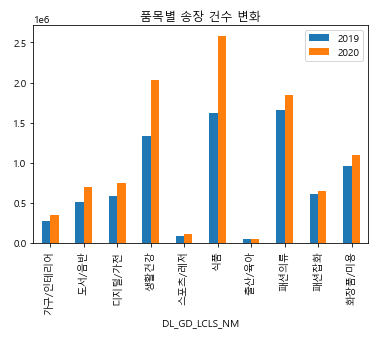 품목별 송장 건수 변화
1e6
2019
2020
2.5
2.0
1.5
1.0
0.5
0.0
가구/인테리어
도서/음반
디지털/가전
생활건강
스포츠/레저
식품
출산/육아
패션의류
패션잡화
화장품/미용
DL_GD_LCLS_NM